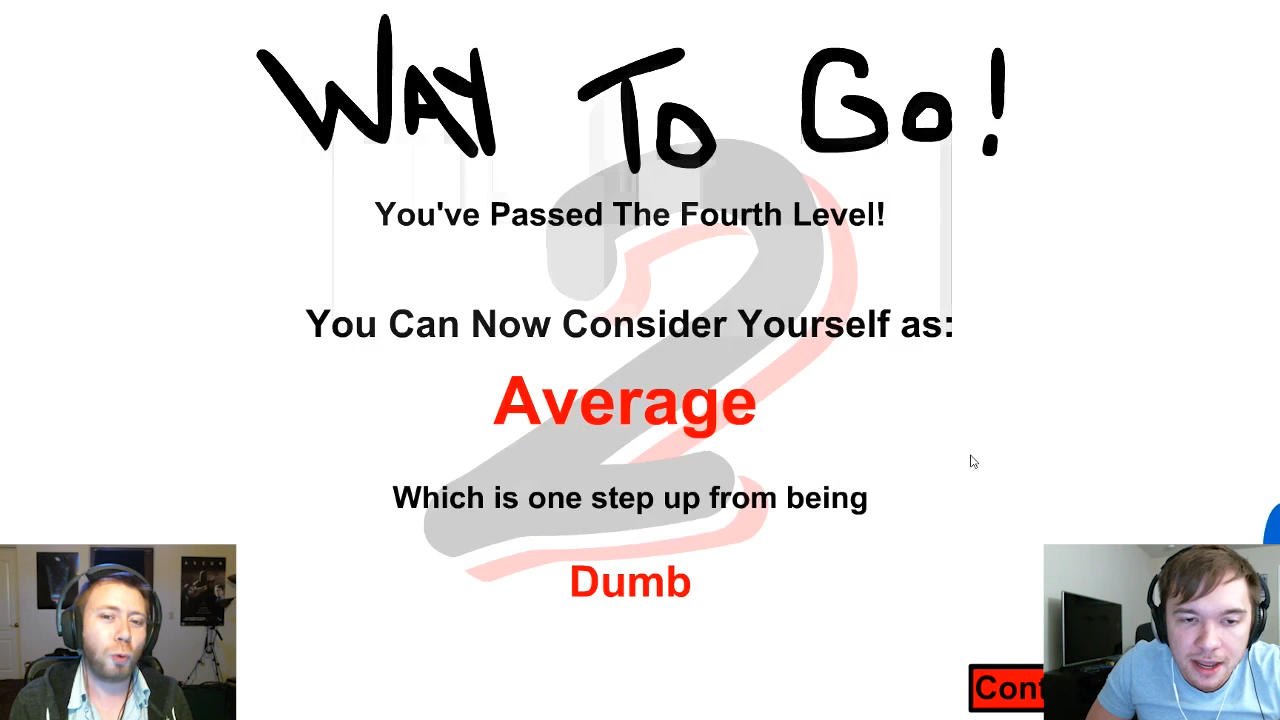 WAY TO GO!
You've Passed The Fourth Level!
You Can Now Consider Yourself as:
Average
Which is one step up from being
Dumb
Cont
2